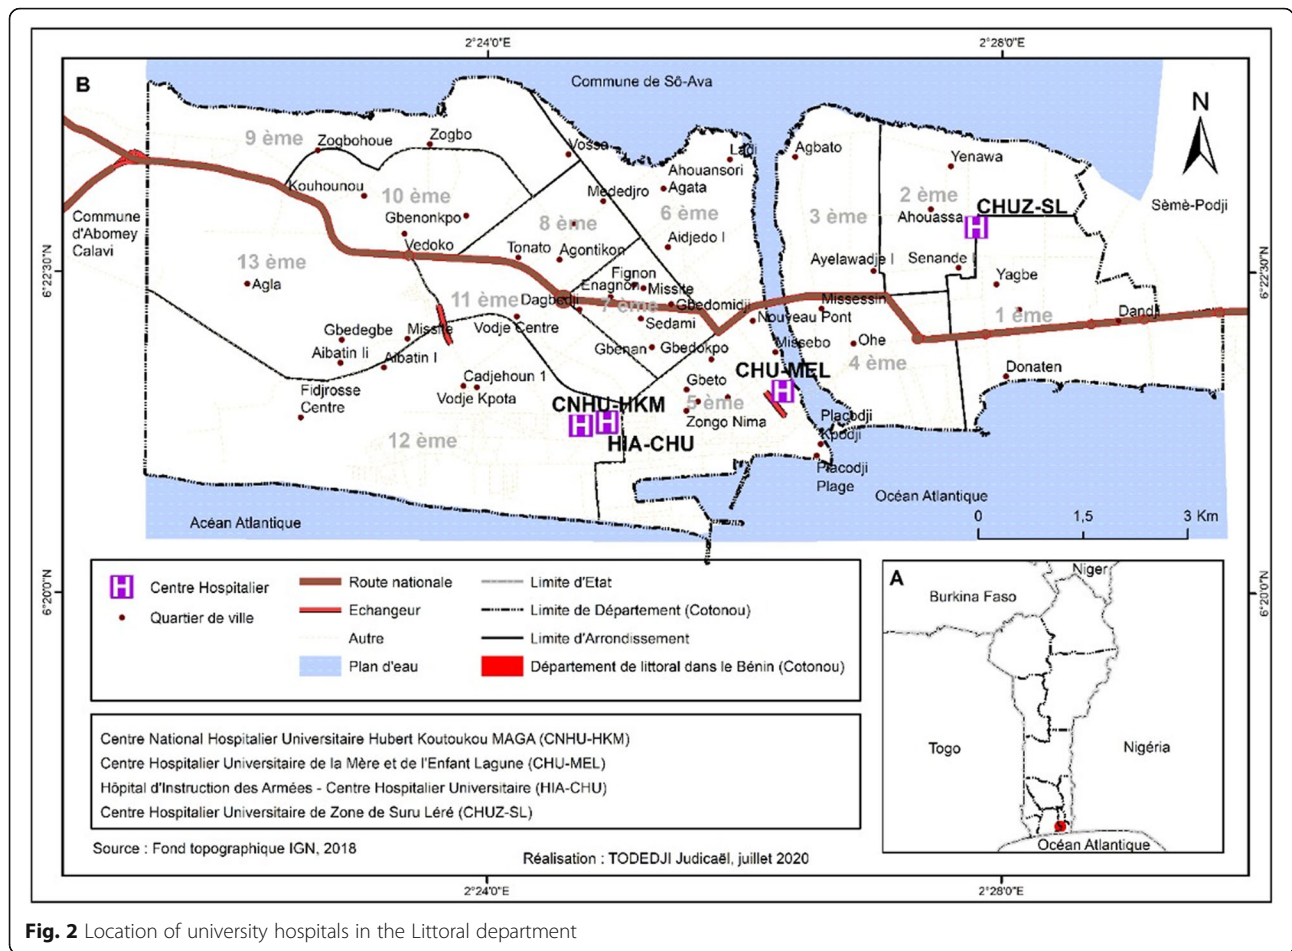 2°24'0"E
2°28'0"E
B
Commune de Sô-Ava
N
9 ème
Zogbohoue
Zogbo
Vossa
Ladi
Agbato
Yenawa
Ahouansori
Agata
Kouhounou
10 ème
Mededjro
2 ème
Gbenonkpo
8 ème
6 ème
3 ème
Ahouassa
CHUZ-SL
Sèmè-Podji
Commune
d'Abomey
Calavi
Vedoko
Tonato
Agontikon
Aidjedo I
13 ème
Ayelawadje I
Senande I
6°22'30"N
6°22'30"N
Agla
Fignon
Enagnon
Missite
Yagbe
11 ème
Dagbedji
7 ème
Gbedomidji
Missessin
1 ème
Dandji
Vodje Centre
Sedami
Nouveau Pont
Gbedegbe
Missite
Aibatin Ii
Aibatin I
Gbenan
Gbedokpo
Missebo
Ohe
4 ème
CHU-MEL
Donaten
Fidjrosse
Centre
Cadjehoun 1
Vodje Kpota
Gbeto
5 ème
CNHU-HKM
Zongo Nima
Placodji
Kpodji
12 ème
HIA-CHU
Placodji
Plage
Océan Atlantique
Acéan Atlantique
0 1,5 3 Km
H Centre Hospitalier
Quartier de ville
Route nationale
Echangeur
Autre
Plan d'eau
Limite d'Etat
Limite de Département (Cotonou)
Limite d'Arrondissement
Département de littoral dans le Bénin (Cotonou)
A
Niger
Burkina Faso
Togo
Nigéria
Océan Atlantique
6°20'0"N
6°20'0"N
Centre National Hospitalier Universitaire Hubert Koutoukou MAGA (CNHU-HKM)
Centre Hospitalier Universitaire de la Mère et de l'Enfant Lagune (CHU-MEL)
Hôpital d'Instruction des Armées - Centre Hospitalier Universitaire (HIA-CHU)
Centre Hospitalier Universitaire de Zone de Suru Léré (CHUZ-SL)
Source : Fond topographique IGN, 2018
Réalisation : TODEDJI Judicaël, juillet 2020
2°24'0"E
2°28'0"E
Fig. 2 Location of university hospitals in the Littoral department